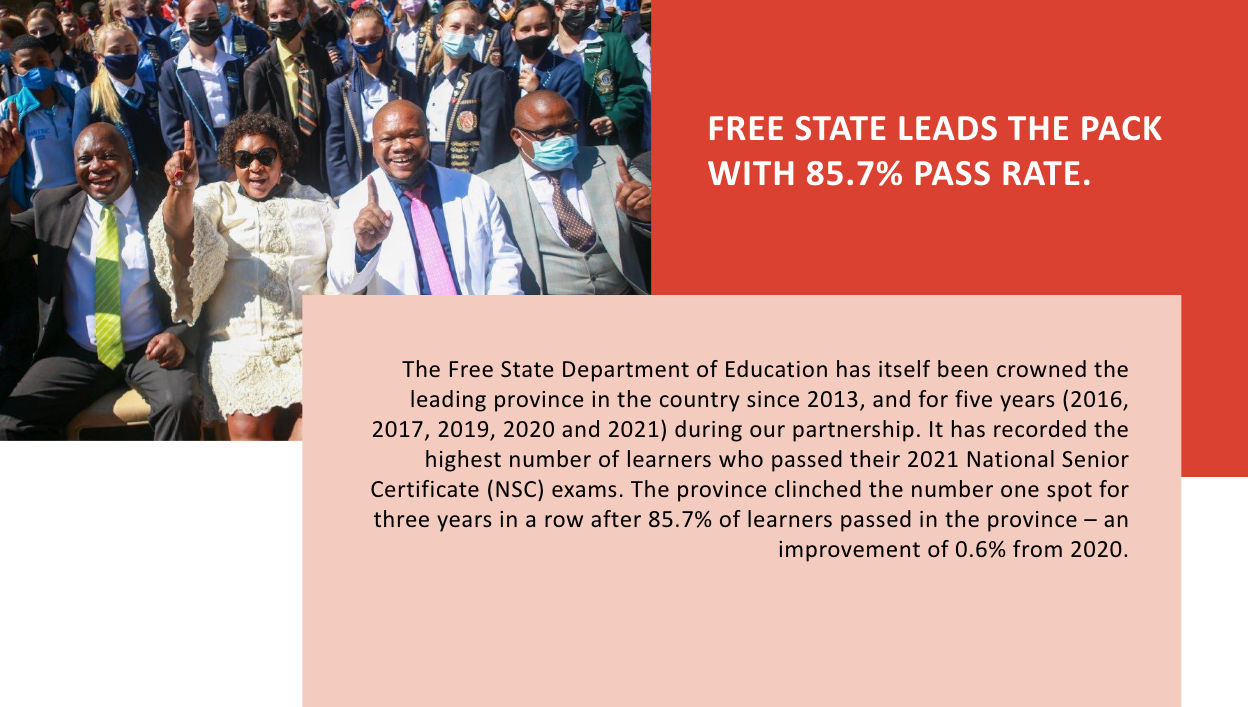 FREE STATE LEADS THE PACK
WITH 85.7% PASS RATE.
The Free State Department of Education has itself been crowned the
leading province in the country since 2013, and for five years (2016,
2017, 2019, 2020 and 2021) during our partnership. It has recorded the
highest number of learners who passed their 2021 National Senior
Certificate (NSC) exams. The province clinched the number one spot for
three years in a row after 85.7% of learners passed in the province – an
improvement of 0.6% from 2020.